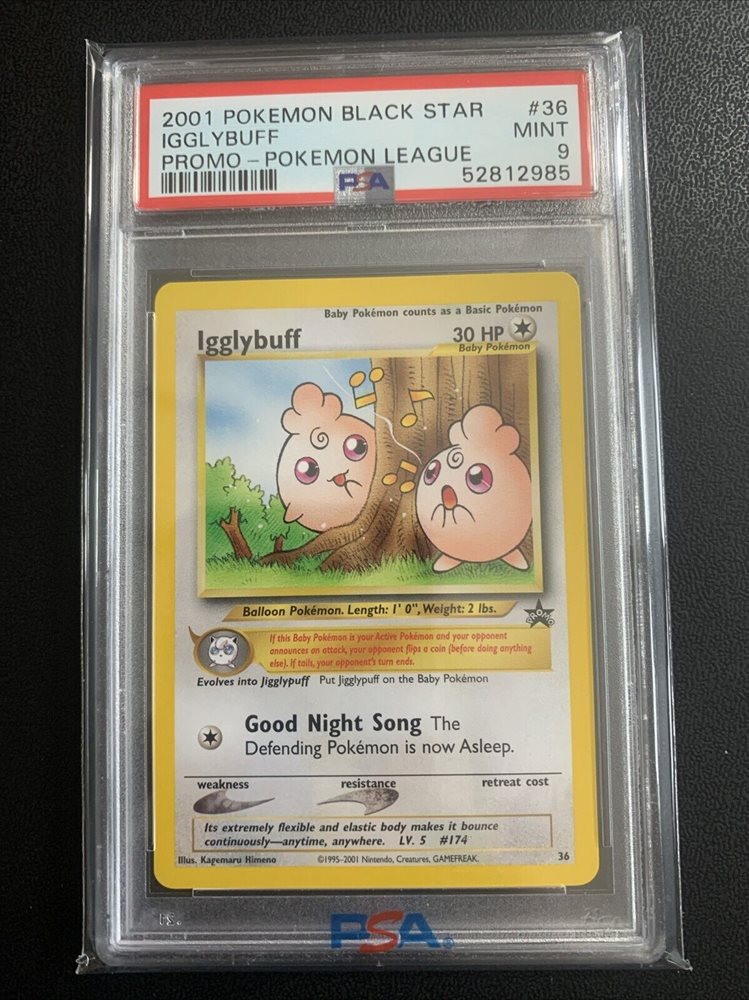 2001 POKEMON BLACK STAR #36
IGGLYBUFF MINT
PROMO - POKEMON LEAGUE 9
PSA 52812985
Baby Pokémon counts as a Basic Pokémon
Igglybuff 30 HP
Baby Pokémon
Balloon Pokémon. Length: 1' 0", Weight: 2 lbs.
PROMO
If this Baby Pokémon is your Active Pokémon and your opponent
announces an attack, your opponent flips a coin (before doing anything
else). If tails, your opponent's turn ends.
Evolves into Jigglypuff Put Jigglypuff on the Baby Pokémon
Good Night Song The
Defending Pokémon is now Asleep.
weakness resistance retreat cost
Its extremely flexible and elastic body makes it bounce
continuously—anytime, anywhere. LV. 5 #174
Illus. Kagemaru Himeno ©1995-2001 Nintendo, Creatures, GAMEFREAK. 36
PSA